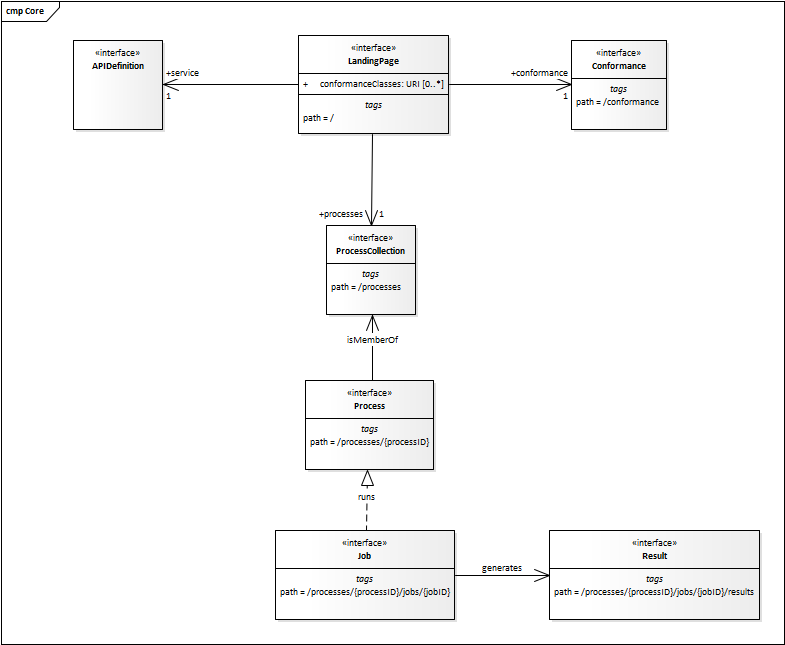 cmp Core
«interface»
APIDefinition
+service
1
«interface»
LandingPage
+ conformanceClasses: URI [0..*]
tags
path = /
+conformance
1
«interface»
Conformance
tags
path = /conformance
+processes
1
«interface»
ProcessCollection
tags
path = /processes
isMemberOf
«interface»
Process
tags
path = /processes/{processID}
runs
«interface»
Job
tags
path = /processes/{processID}/jobs/{jobID}
generates
«interface»
Result
tags
path = /processes/{processID}/jobs/{jobID}/results